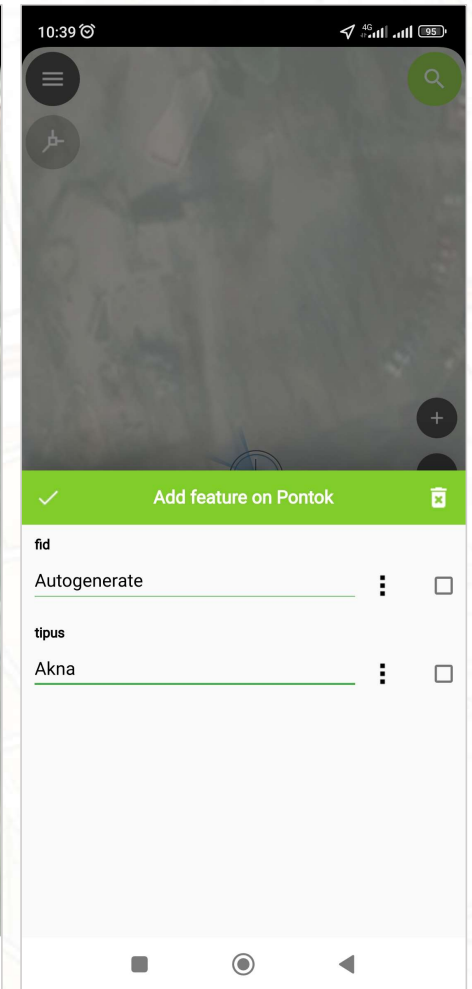 10:39
4G
95
Add feature on Pontok
fid
Autogenerate
tipus
Akna